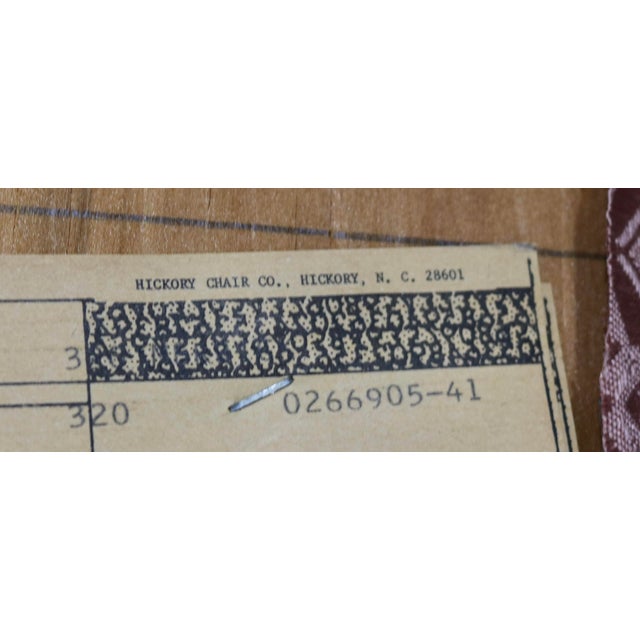 HICKORY CHAIR CO., HICKORY, N. C. 28601
3
320
0266905-41